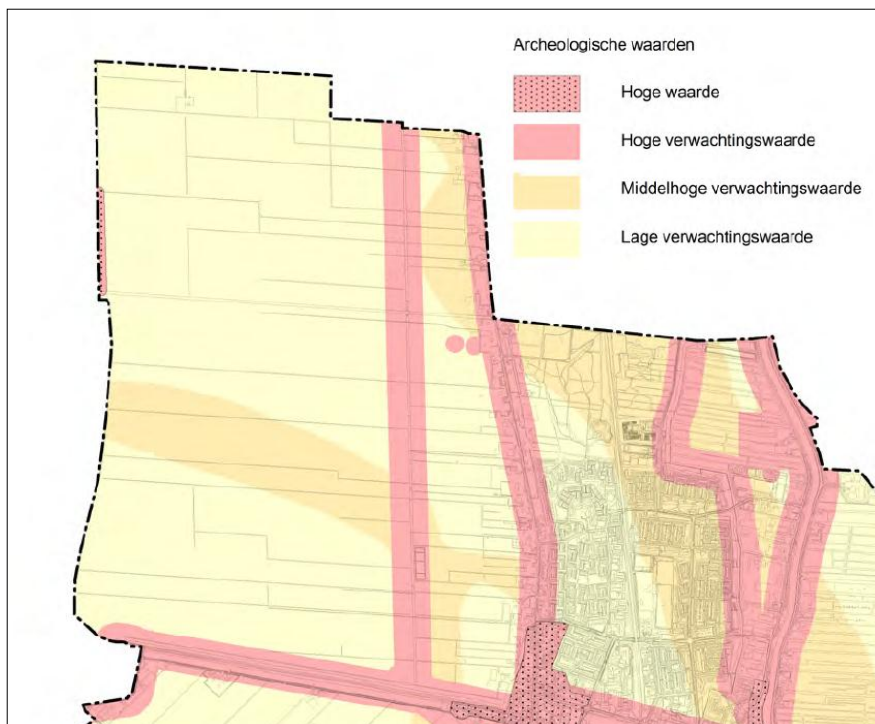 Archeologische waarden
Hoge waarde
Hoge verwachtingswaarde
Middelhoge verwachtingswaarde
Lage verwachtingswaarde